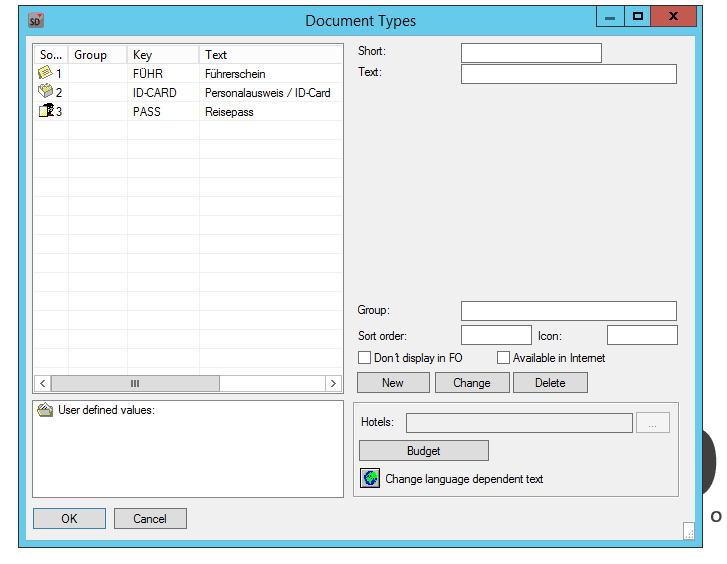 SD
Document Types
So... Group Key Text
1 FÜHR Führerschein
2 ID-CARD Personalausweis / ID-Card
3 PASS Reisepass
User defined values:
OK Cancel
Short:
Text:
Group:
Sort order: Icon:
Don't display in FO Available in Internet
New Change Delete
Hotels: ...
Budget
Change language dependent text
o